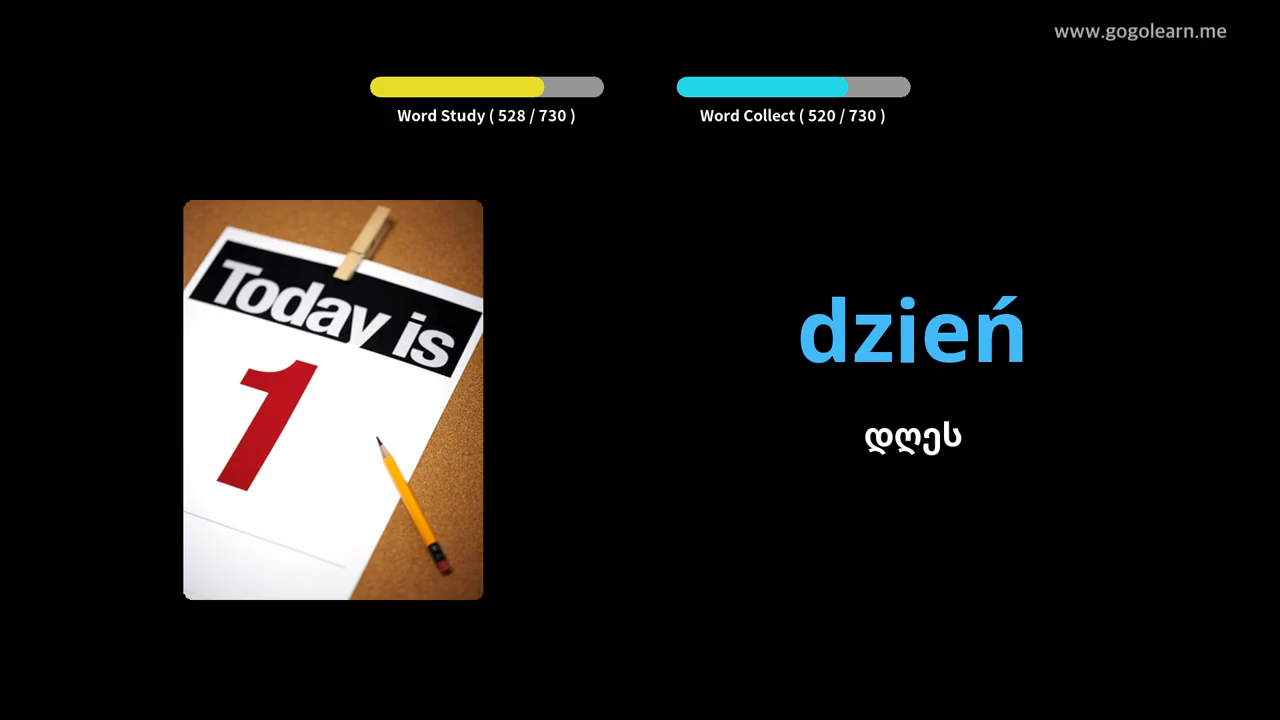 www.gogolearn.me
Word Study ( 528 / 730 )
Word Collect ( 520 / 730 )
Today is
1
dzień
დღეს